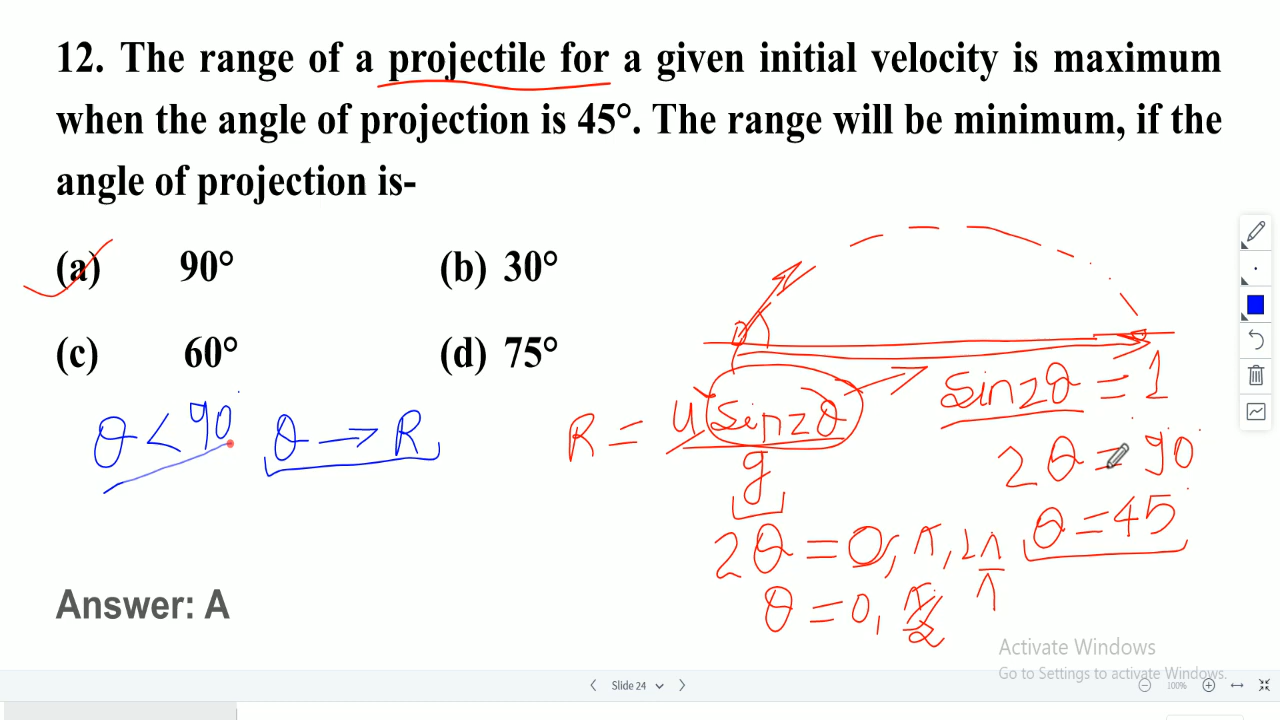 12. The range of a projectile for a given initial velocity is maximum
when the angle of projection is 45°. The range will be minimum, if the
angle of projection is-
(a) 90° (b) 30°
(c) 60° (d) 75°
θ < 90° θ → R
R = u² sin2θ / g
sin2θ = 1
2θ = 90°
θ = 45°
2θ = 0, π, 2π
θ = 0, π/2, π
Answer: A
Activate Windows
Go to Settings to activate Windows.
Slide 24
100%